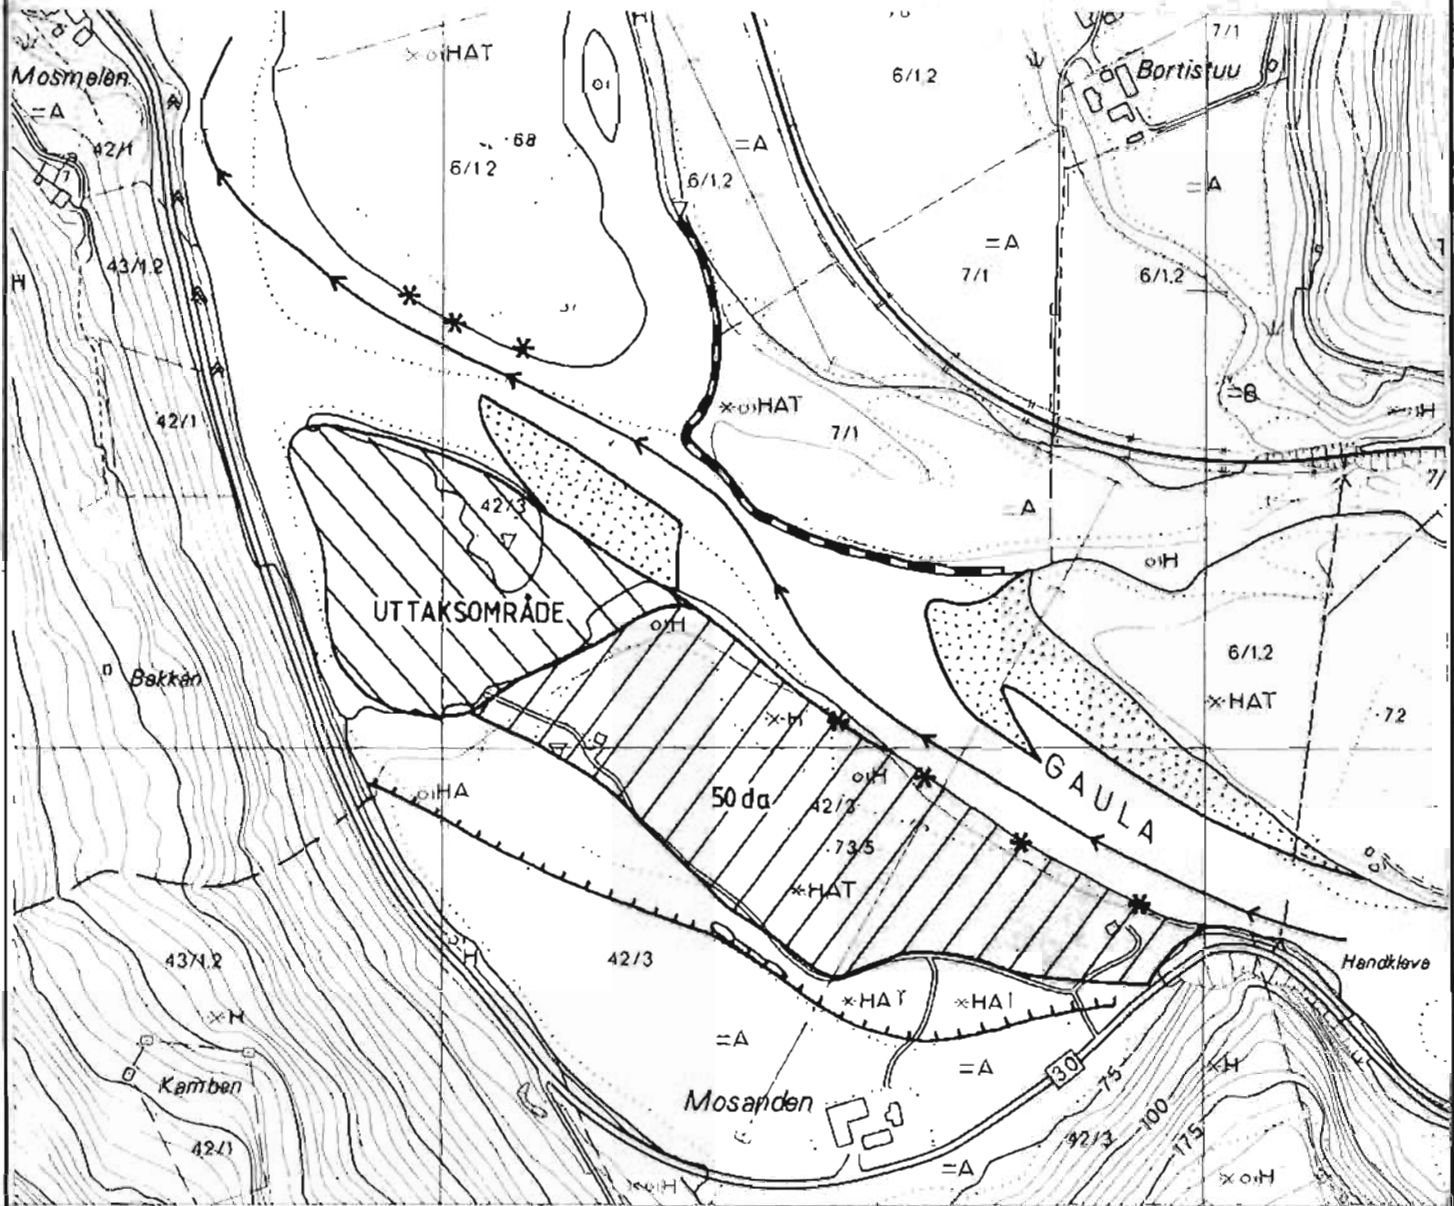 7/1
HAT
6/1.2
Bortistuu
Mosmelen
=A
68
=A
42/1
6/1.2
6/1.2
=A
7
=A
43/1.2
7/1
6/1.2
H
=B
HAT
H
42/1
7/1
7/
42/3
A
H
UTTAKSOMRÅDE
H
6/1.2
Bakkan
HAT
72
H
GAULA
H
HA
50 da
42/3
73.5
HAT
43/1.2
H
42/3
Handkleva
HAT
HAT
H
=A
=A
30
H
Kamben
75
Mosanden
100
42/3
175
42/1
=A
H
H